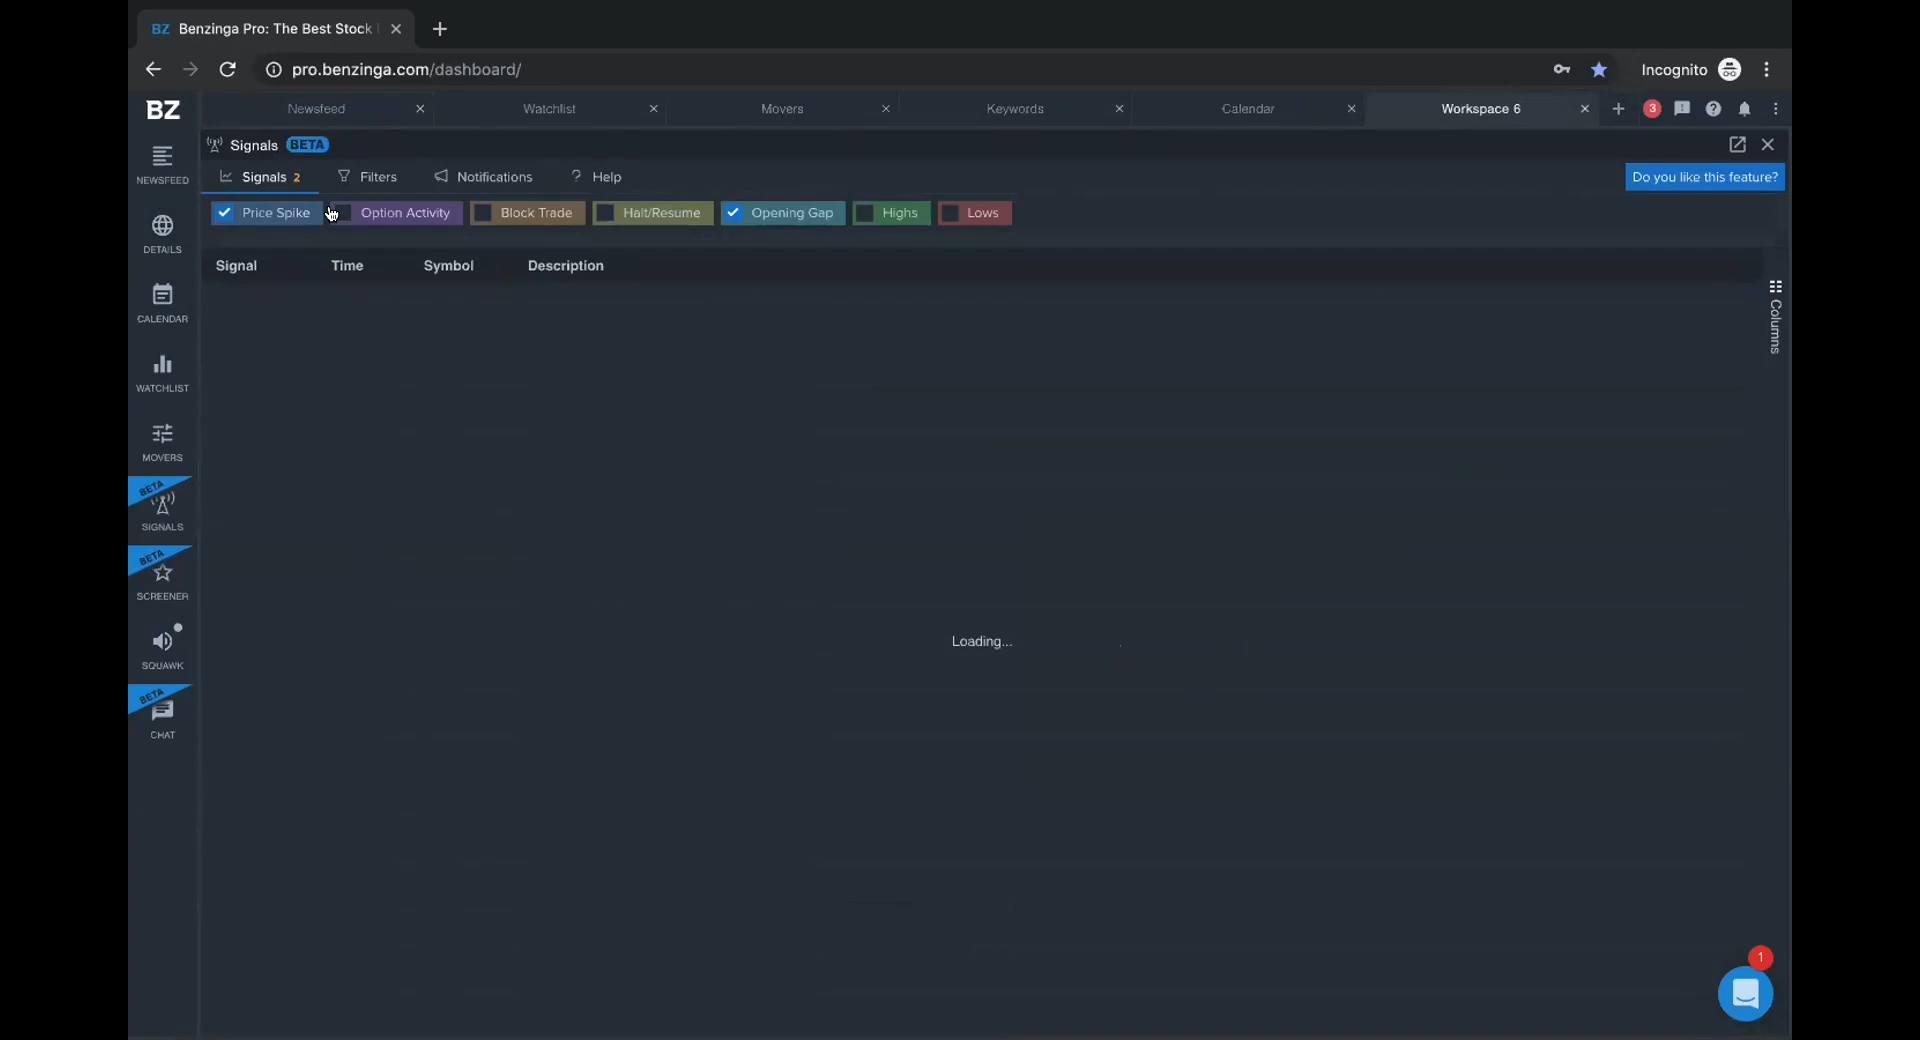 BZ Benzinga Pro: The Best Stock
pro.benzinga.com/dashboard/
Incognito
BZ
Newsfeed
Watchlist
Movers
Keywords
Calendar
Workspace 6
3
Signals BETA
Signals 2
Filters
Notifications
? Help
Do you like this feature?
Price Spike
Option Activity
Block Trade
Halt/Resume
Opening Gap
Highs
Lows
Signal
Time
Symbol
Description
Columns
NEWSFEED
DETAILS
CALENDAR
WATCHLIST
MOVERS
BETA
SIGNALS
BETA
SCREENER
SQUAWK
BETA
CHAT
Loading...
1